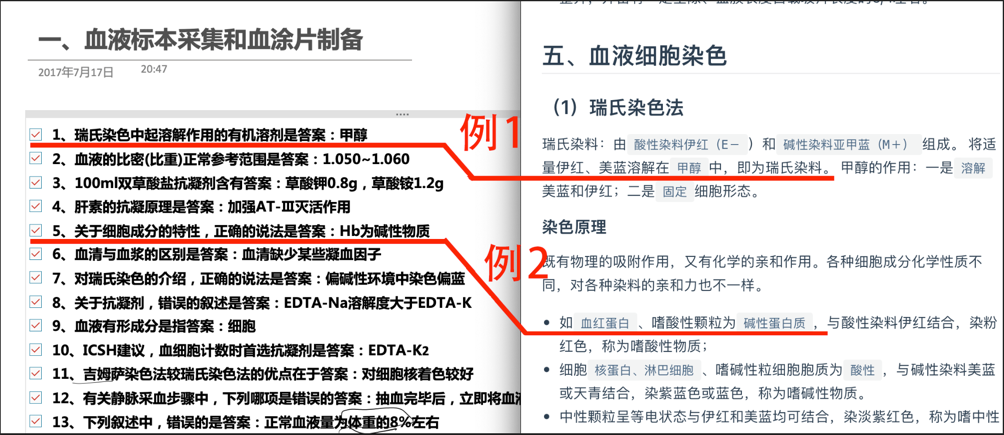 一、血液标本采集和血涂片制备
2017年7月17日 20:47
1、瑞氏染色中起溶解作用的有机溶剂是答案：甲醇
2、血液的比密(比重)正常参考范围是答案：1.050~1.060
3、100ml双草酸盐抗凝剂含有答案：草酸钾0.8g，草酸铵1.2g
4、肝素的抗凝原理是答案：加强AT-Ⅲ灭活作用
5、关于细胞成分的特性，正确的说法是答案：Hb为碱性物质
6、血清与血浆的区别是答案：血清缺少某些凝血因子
7、对瑞氏染色的介绍，正确的说法是答案：偏碱性环境中染色偏蓝
8、关于抗凝剂，错误的叙述是答案：EDTA-Na溶解度大于EDTA-K
9、血液有形成分是指答案：细胞
10、ICSH建议，血细胞计数时首选抗凝剂是答案：EDTA-K2
11、吉姆萨染色法较瑞氏染色法的优点在于答案：对细胞核着色较好
12、有关静脉采血步骤中，下列哪项是错误的答案：抽血完毕后，立即将血液
13、下列叙述中，错误的是答案：正常血液量为体重的8%左右
例1
例2
五、血液细胞染色
（1）瑞氏染色法
瑞氏染料：由 酸性染料伊红（E－ ）和 碱性染料亚甲蓝（M＋） 组成。 将适
量伊红、美蓝溶解在 甲醇 中，即为瑞氏染料。 甲醇的作用：一是 溶解
美蓝和伊红；二是 固定 细胞形态。
染色原理
既有物理的吸附作用，又有化学的亲和作用。各种细胞成分化学性质不
同，对各种染料的亲和力也不一样。
如 血红蛋白 、嗜酸性颗粒为 碱性蛋白质 ，与酸性染料伊红结合，染粉
红色，称为嗜酸性物质；
细胞 核蛋白、淋巴细胞 、嗜碱性粒细胞胞质为 酸性 ，与碱性染料美蓝
或天青结合，染紫蓝色或蓝色，称为嗜碱性物质。
中性颗粒呈等电状态与伊红和美蓝均可结合，染淡紫红色，称为嗜中性